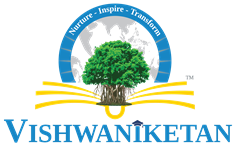 Nurture - Inspire - Transform
TM
VISHWANIKETAN